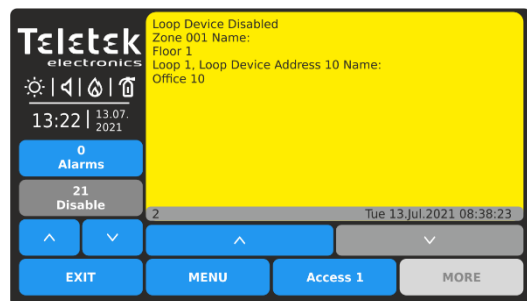 Teletek
electronics
13:22
13.07.
2021
0
Alarms
21
Disable
EXIT
Loop Device Disabled
Zone 001 Name:
Floor 1
Loop 1, Loop Device Address 10 Name:
Office 10
2 Tue 13.Jul.2021 08:38:23
MENU
Access 1
MORE